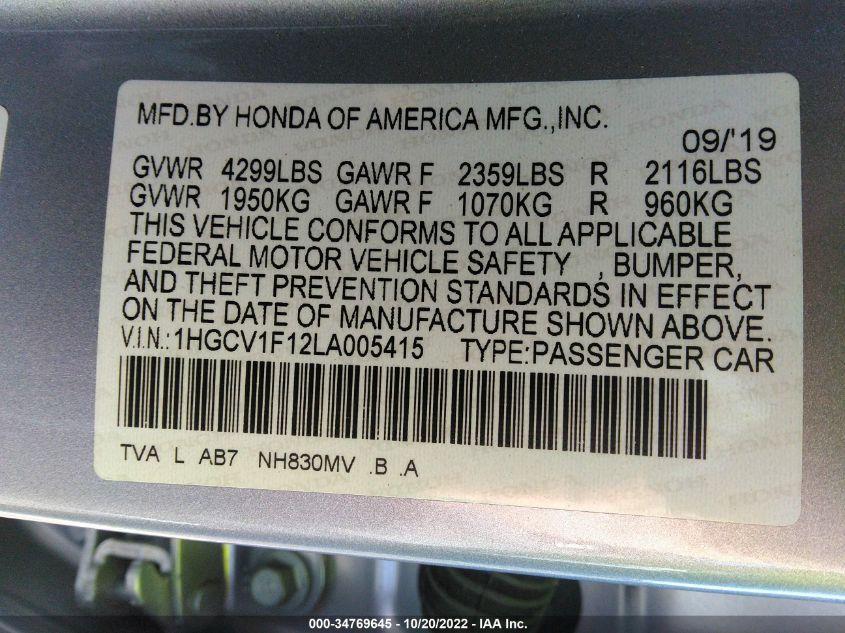 MFD.BY HONDA OF AMERICA MFG.,INC.
09/'19
GVWR 4299LBS GAWR F 2359LBS R 2116LBS
GVWR 1950KG GAWR F 1070KG R 960KG
THIS VEHICLE CONFORMS TO ALL APPLICABLE
FEDERAL MOTOR VEHICLE SAFETY , BUMPER,
AND THEFT PREVENTION STANDARDS IN EFFECT
ON THE DATE OF MANUFACTURE SHOWN ABOVE.
V.I.N.:1HGCV1F12LA005415 TYPE:PASSENGER CAR
TVA L AB7 NH830MV .B .A
000-34769645 - 10/20/2022 - IAA Inc.